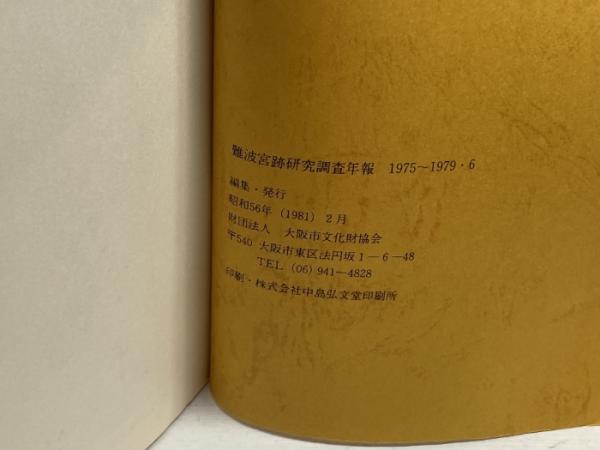 難波宮跡研究調査年報 1975～1979・6
編集・発行
昭和56年（1981）2月
財団法人 大阪市文化財協会
〒540 大阪市東区法円坂1－6－48
TEL（06）941－4828
印刷・株式会社中島弘文堂印刷所